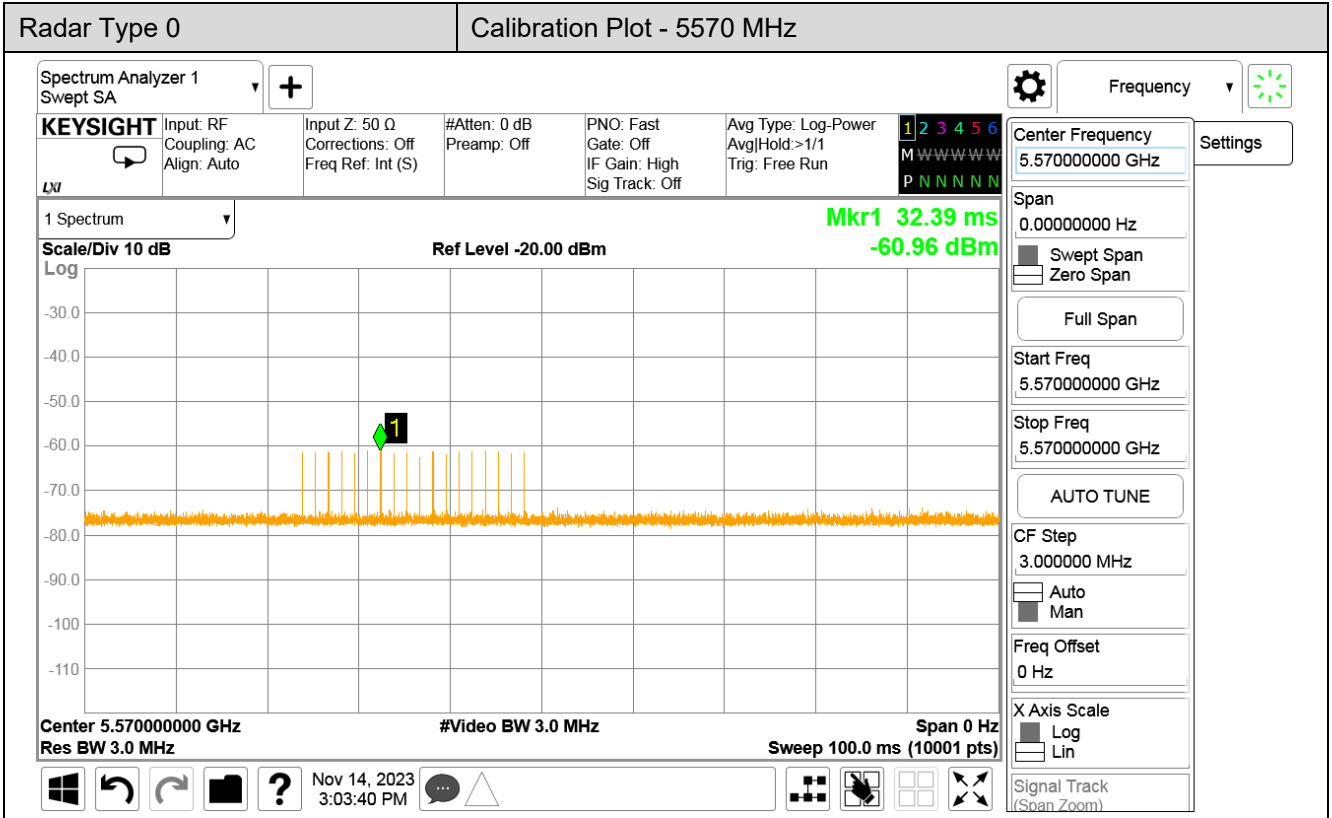 Radar Type 0
Calibration Plot - 5570 MHz
Spectrum Analyzer 1
Swept SA
Frequency
KEYSIGHT
LXI
Input: RF
Coupling: AC
Align: Auto
Input Z: 50 Ω
Corrections: Off
Freq Ref: Int (S)
#Atten: 0 dB
Preamp: Off
PNO: Fast
Gate: Off
IF Gain: High
Sig Track: Off
Avg Type: Log-Power
Avg|Hold:>1/1
Trig: Free Run
1 2 3 4 5 6
M W W W W W
P N N N N N
Settings
Center Frequency
5.570000000 GHz
Span
0.00000000 Hz
Swept Span
Zero Span
Full Span
Start Freq
5.570000000 GHz
Stop Freq
5.570000000 GHz
AUTO TUNE
CF Step
3.000000 MHz
Auto
Man
Freq Offset
0 Hz
X Axis Scale
Log
Lin
Signal Track
(Span Zoom)
1 Spectrum
Mkr1 32.39 ms
-60.96 dBm
Scale/Div 10 dB
Ref Level -20.00 dBm
Log
-30.0
-40.0
-50.0
-60.0
-70.0
-80.0
-90.0
-100
-110
1
Center 5.570000000 GHz
#Video BW 3.0 MHz
Span 0 Hz
Res BW 3.0 MHz
Sweep 100.0 ms (10001 pts)
?
Nov 14, 2023
3:03:40 PM